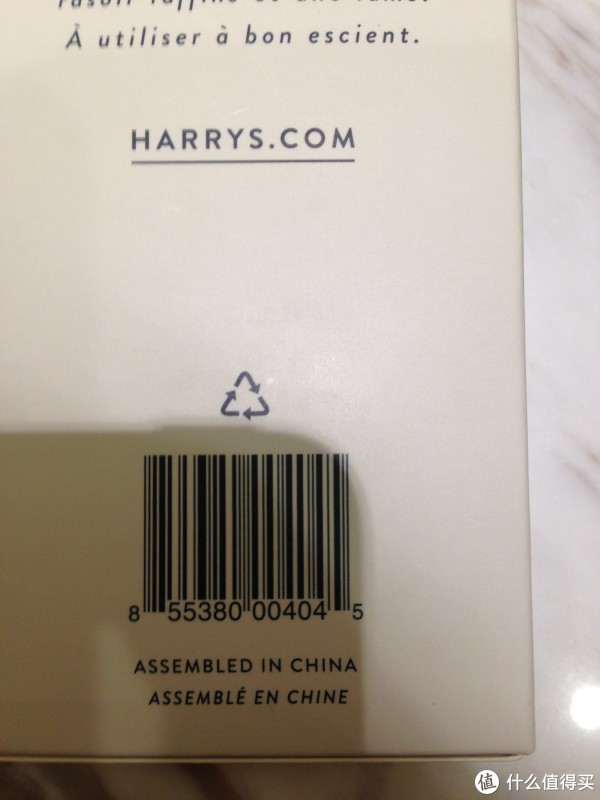 À utiliser à bon escient.
HARRYS.COM
8 55380 00404 5
ASSEMBLED IN CHINA
ASSEMBLÉ EN CHINE
值 什么值得买